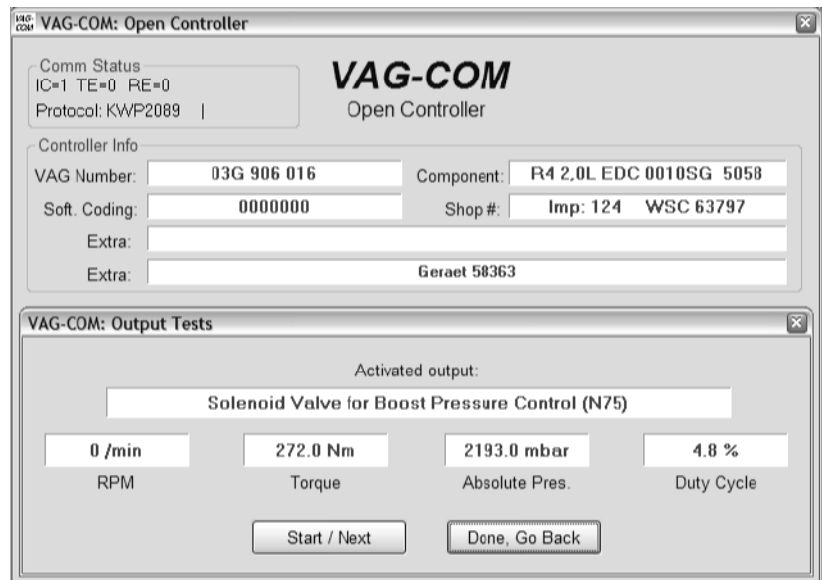 VAG-COM: Open Controller
Comm Status
IC=1 TE=0 RE=0
Protocol: KWP2089 |
VAG-COM
Open Controller
Controller Info
VAG Number: 03G 906 016 Component: R4 2,0L EDC 0010SG 5058
Soft. Coding: 0000000 Shop #: Imp: 124 WSC 63797
Extra:
Extra: Geraet 58363
VAG-COM: Output Tests
Activated output:
Solenoid Valve for Boost Pressure Control (N75)
0 /min 272.0 Nm 2193.0 mbar 4.8 %
RPM Torque Absolute Pres. Duty Cycle
Start / Next Done, Go Back